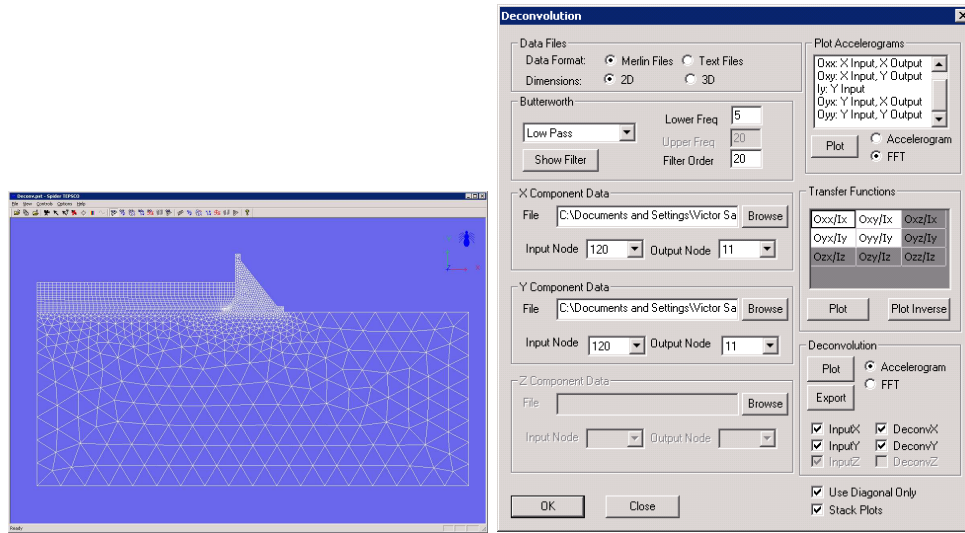 Deconv.pxt - Spider TEPSCO
File View Controls Options Help
Y
X
Z
Ready
Deconvolution
Data Files
Data Format: Merlin Files Text Files
Dimensions: 2D 3D
Butterworth
Low Pass
Lower Freq 5
Upper Freq 20
Show Filter
Filter Order 20
X Component Data
File C:\Documents and Settings\Victor Sa Browse
Input Node 120 Output Node 11
Y Component Data
File C:\Documents and Settings\Victor Sa Browse
Input Node 120 Output Node 11
Z Component Data
File Browse
Input Node Output Node
OK Close
Plot Accelerograms
Oxx: X Input, X Output
Oxy: X Input, Y Output
Iy: Y Input
Oyx: Y Input, X Output
Oyy: Y Input, Y Output
Plot Accelerogram
FFT
Transfer Functions
Oxx/Ix Oxy/Ix Oxz/Ix
Oyx/Iy Oyy/Iy Oyz/Iy
Ozx/Iz Ozy/Iz Ozz/Iz
Plot Plot Inverse
Deconvolution
Plot Accelerogram
FFT
Export
InputX DeconvX
InputY DeconvY
InputZ DeconvZ
Use Diagonal Only
Stack Plots